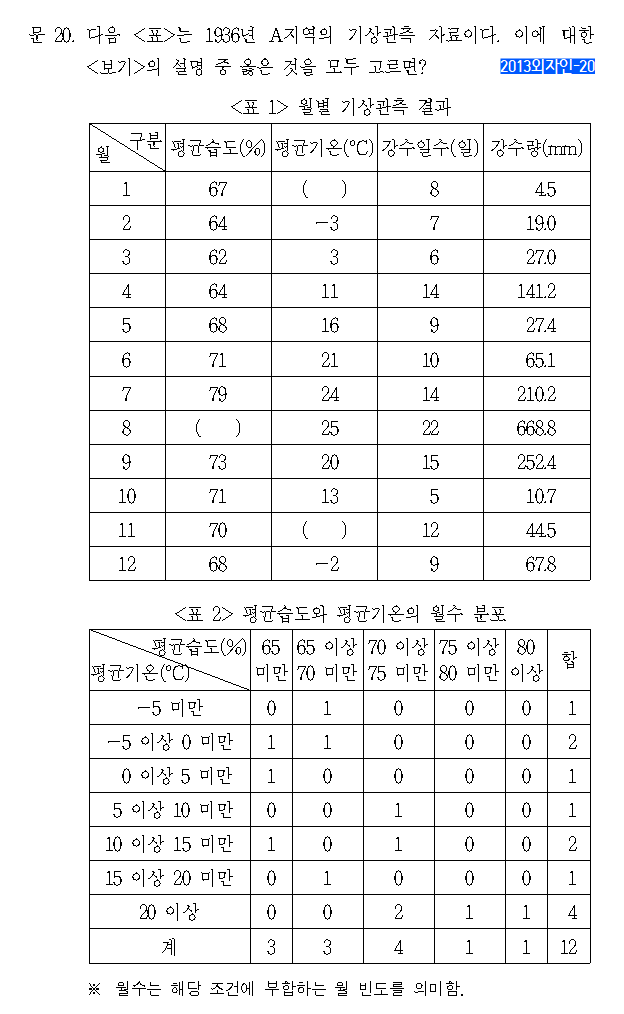 문 20. 다음 <표>는 1936년 A지역의 기상관측 자료이다. 이에 대한
<보기>의 설명 중 옳은 것을 모두 고르면? 2013외자인-20
<표 1> 월별 기상관측 결과
구분 월 평균습도(%) 평균기온(℃) 강수일수(일) 강수량(mm)
1 67 ( ) 8 4.5
2 64 -3 7 19.0
3 62 3 6 27.0
4 64 11 14 141.2
5 68 16 9 27.4
6 71 21 10 65.1
7 79 24 14 210.2
8 ( ) 25 22 668.8
9 73 20 15 252.4
10 71 13 5 10.7
11 70 ( ) 12 44.5
12 68 -2 9 67.8
<표 2> 평균습도와 평균기온의 월수 분포
평균습도(%) 65 65 이상 70 이상 75 이상 80 합
평균기온(℃) 미만 70 미만 75 미만 80 미만 이상
-5 미만 0 1 0 0 0 1
-5 이상 0 미만 1 1 0 0 0 2
0 이상 5 미만 1 0 0 0 0 1
5 이상 10 미만 0 0 1 0 0 1
10 이상 15 미만 1 0 1 0 0 2
15 이상 20 미만 0 1 0 0 0 1
20 이상 0 0 2 1 1 4
계 3 3 4 1 1 12
※ 월수는 해당 조건에 부합하는 월 빈도를 의미함.